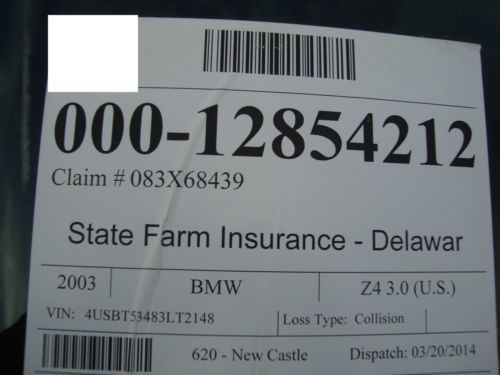 000-12854212
Claim # 083X68439
State Farm Insurance - Delawar
2003 BMW Z4 3.0 (U.S.)
VIN: 4USBT53483LT2148 Loss Type: Collision
620 - New Castle Dispatch: 03/20/2014